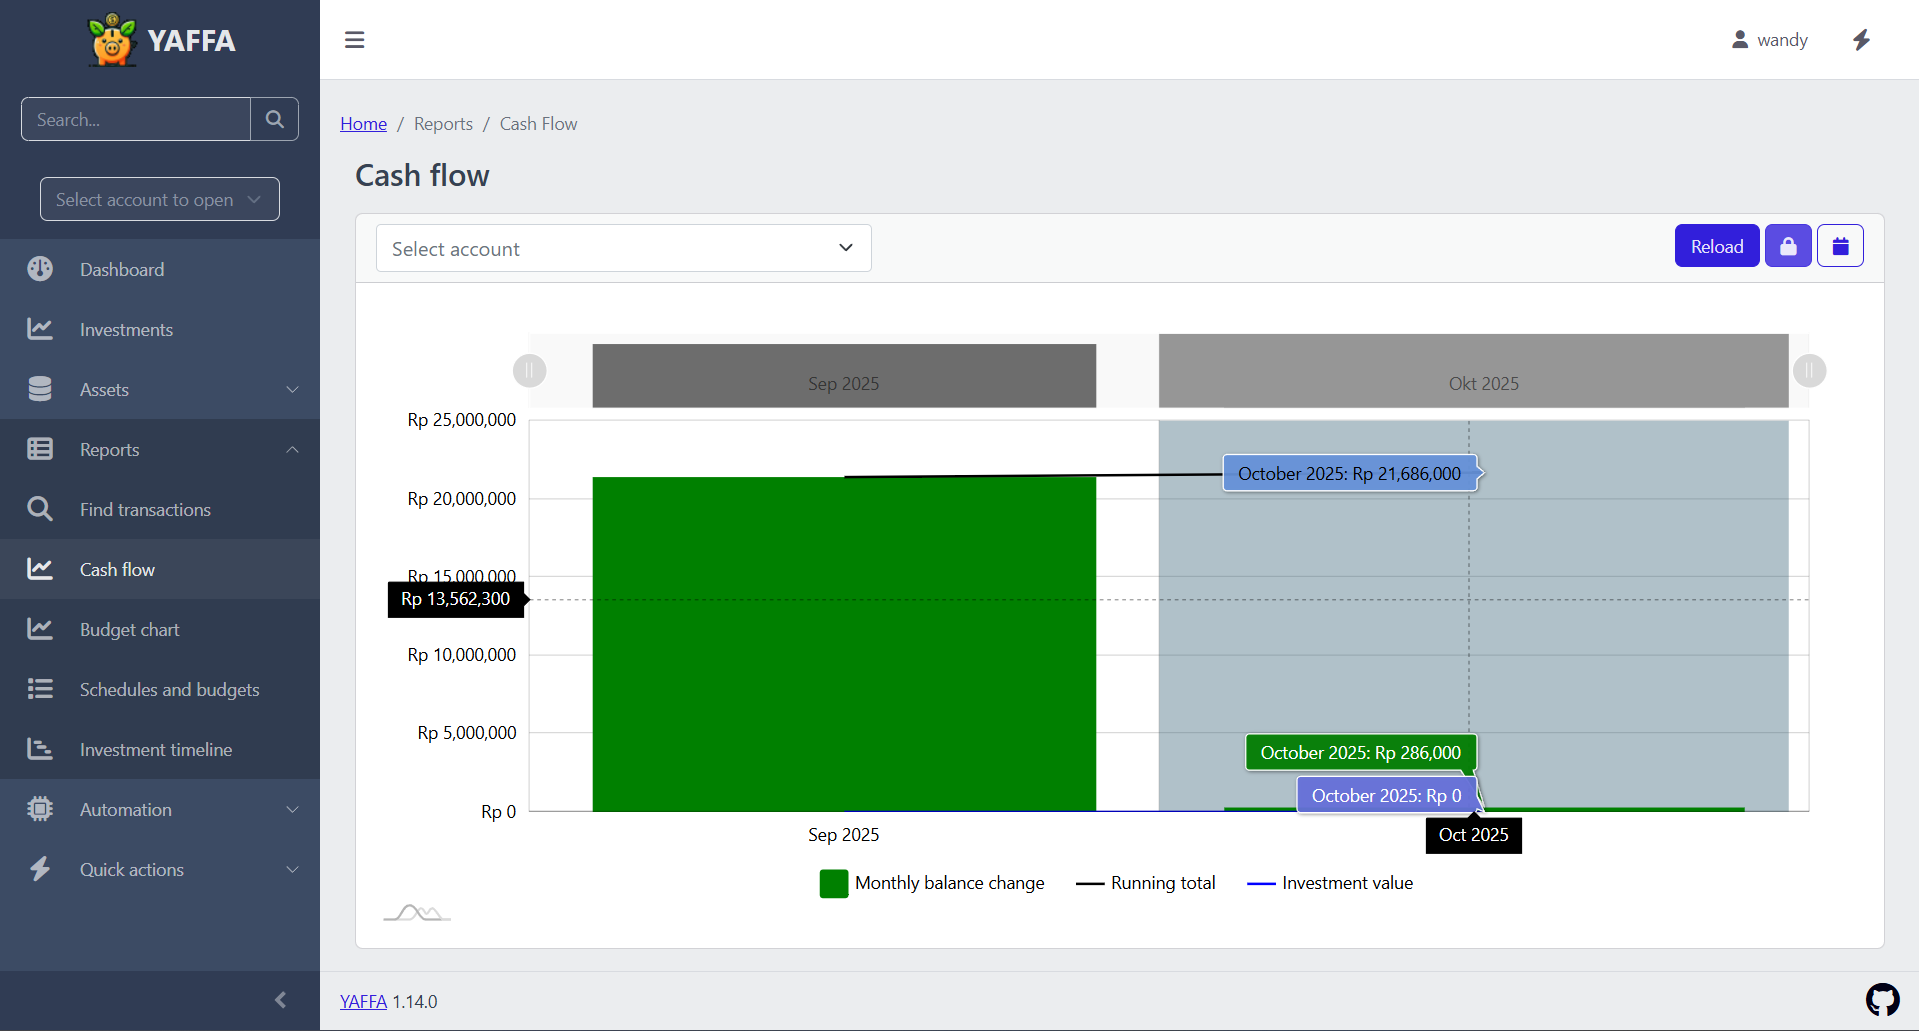 YAFFA
wandy
Search...
Select account to open
Dashboard
Investments
Assets
Reports
Find transactions
Cash flow
Budget chart
Schedules and budgets
Investment timeline
Automation
Quick actions
Home / Reports / Cash Flow
Cash flow
Select account
Reload
Sep 2025
Okt 2025
Rp 25,000,000
October 2025: Rp 21,686,000
Rp 20,000,000
Rp 15,000,000
Rp 13,562,300
Rp 10,000,000
Rp 5,000,000
October 2025: Rp 286,000
October 2025: Rp 0
Rp 0
Sep 2025
Oct 2025
Monthly balance change
Running total
Investment value
YAFFA 1.14.0